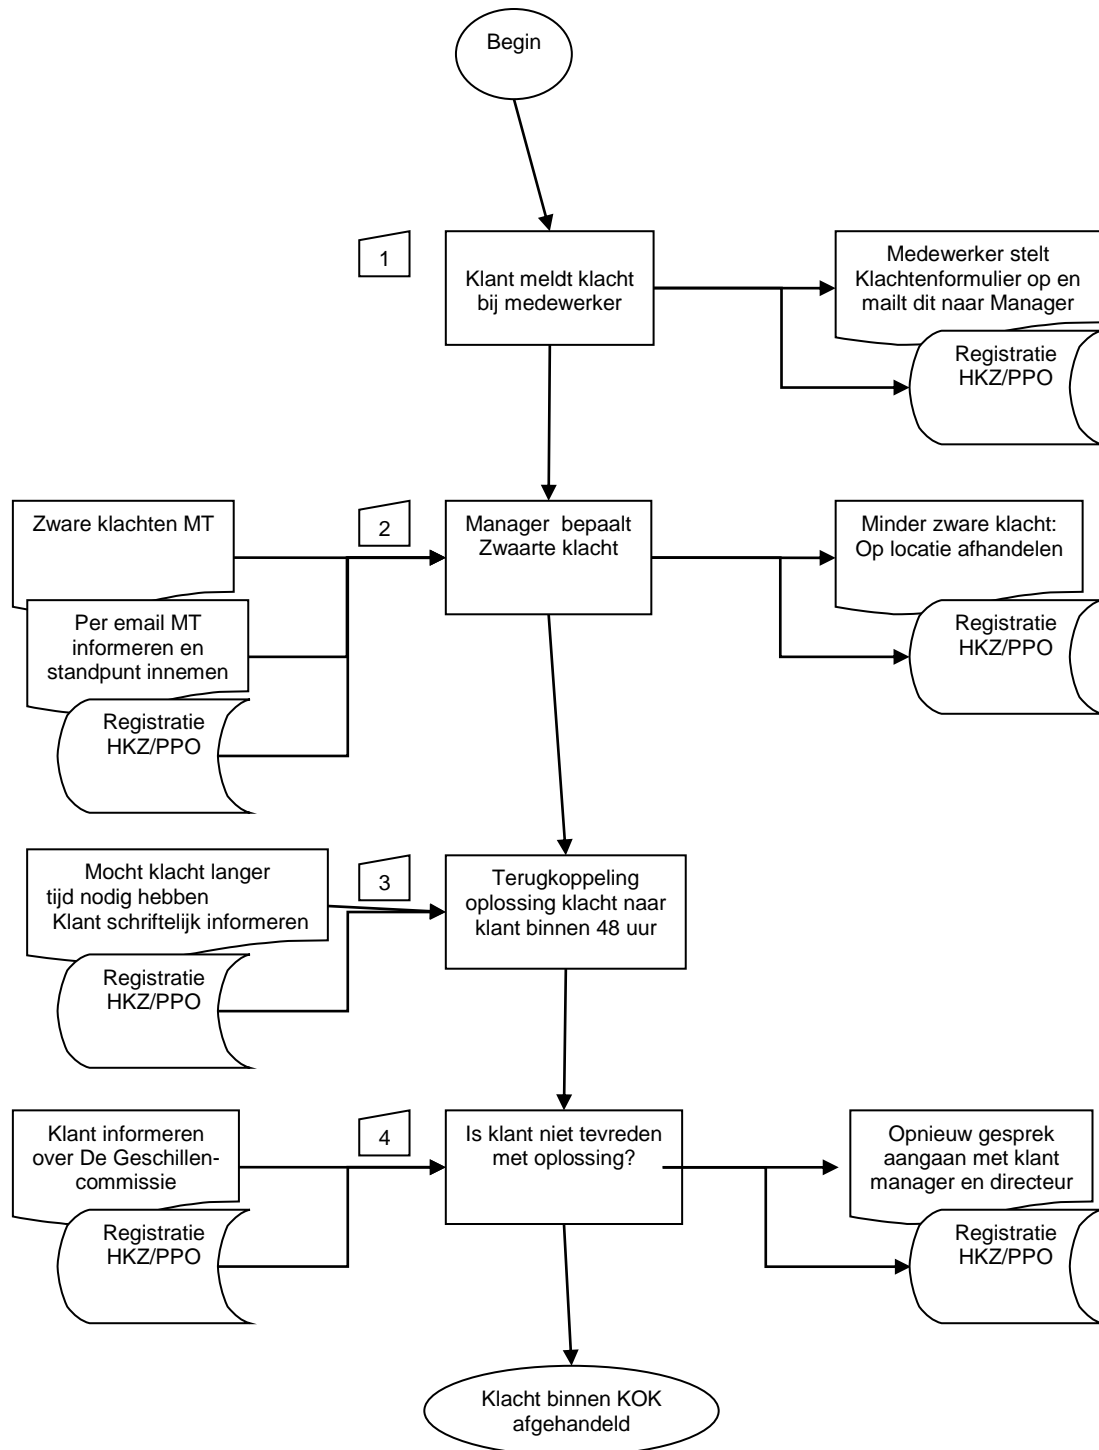 Begin
1
Klant meldt klacht
bij medewerker
Medewerker stelt
Klachtenformulier op en
mailt dit naar Manager
Registratie
HKZ/PPO
Zware klachten MT
2
Manager  bepaalt
Zwaarte klacht
Minder zware klacht:
Op locatie afhandelen
Per email MT
informeren en
standpunt innemen
Registratie
HKZ/PPO
Registratie
HKZ/PPO
Mocht klacht langer
tijd nodig hebben
Klant schriftelijk informeren
3
Terugkoppeling
oplossing klacht naar
klant binnen 48 uur
Registratie
HKZ/PPO
Klant informeren
over De Geschillen-
commissie
4
Is klant niet tevreden
met oplossing?
Opnieuw gesprek
aangaan met klant
manager en directeur
Registratie
HKZ/PPO
Registratie
HKZ/PPO
Klacht binnen KOK
afgehandeld